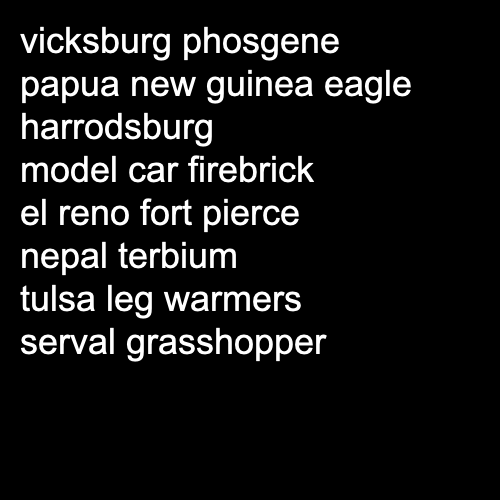 vicksburg phosgene
papua new guinea eagle
harrodsburg
model car firebrick
el reno fort pierce
nepal terbium
tulsa leg warmers
serval grasshopper